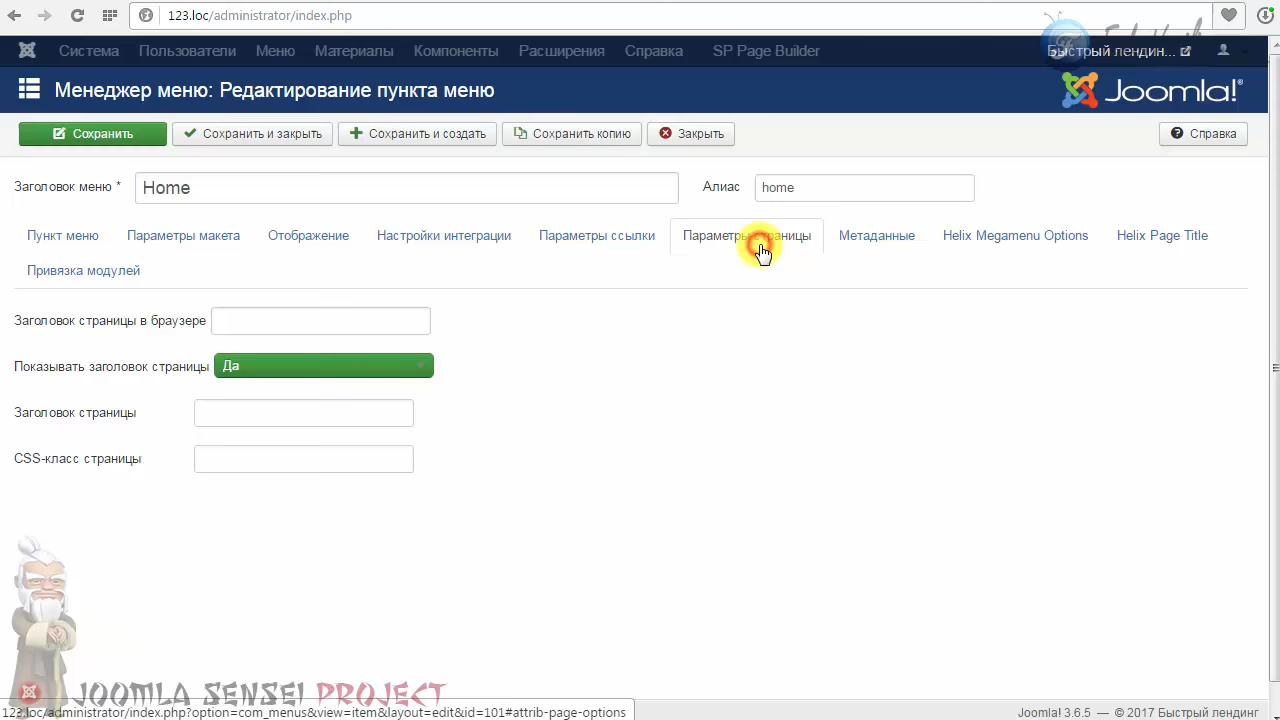 123.loc/administrator/index.php
Система Пользователи Меню Материалы Компоненты Расширения Справка SP Page Builder Быстрый лендин...
Менеджер меню: Редактирование пункта меню
Joomla!®
Сохранить Сохранить и закрыть Сохранить и создать Сохранить копию Закрыть Справка
Заголовок меню * Home Алиас home
Пункт меню Параметры макета Отображение Настройки интеграции Параметры ссылки Параметры страницы Метаданные Helix Megamenu Options Helix Page Title
Привязка модулей
Заголовок страницы в браузере
Показывать заголовок страницы Да
Заголовок страницы
CSS-класс страницы
JOOMLA SENSEI PROJECT
123.loc/administrator/index.php?option=com_menus&view=item&layout=edit&id=101#attrib-page-options
Joomla! 3.6.5 — © 2017 Быстрый лендинг